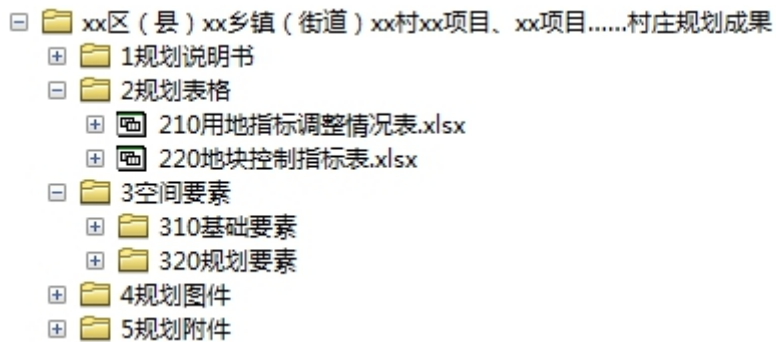 xx区（县）xx乡镇（街道）xx村xx项目、xx项目……村庄规划成果
1规划说明书
2规划表格
210用地指标调整情况表.xlsx
220地块控制指标表.xlsx
3空间要素
310基础要素
320规划要素
4规划图件
5规划附件